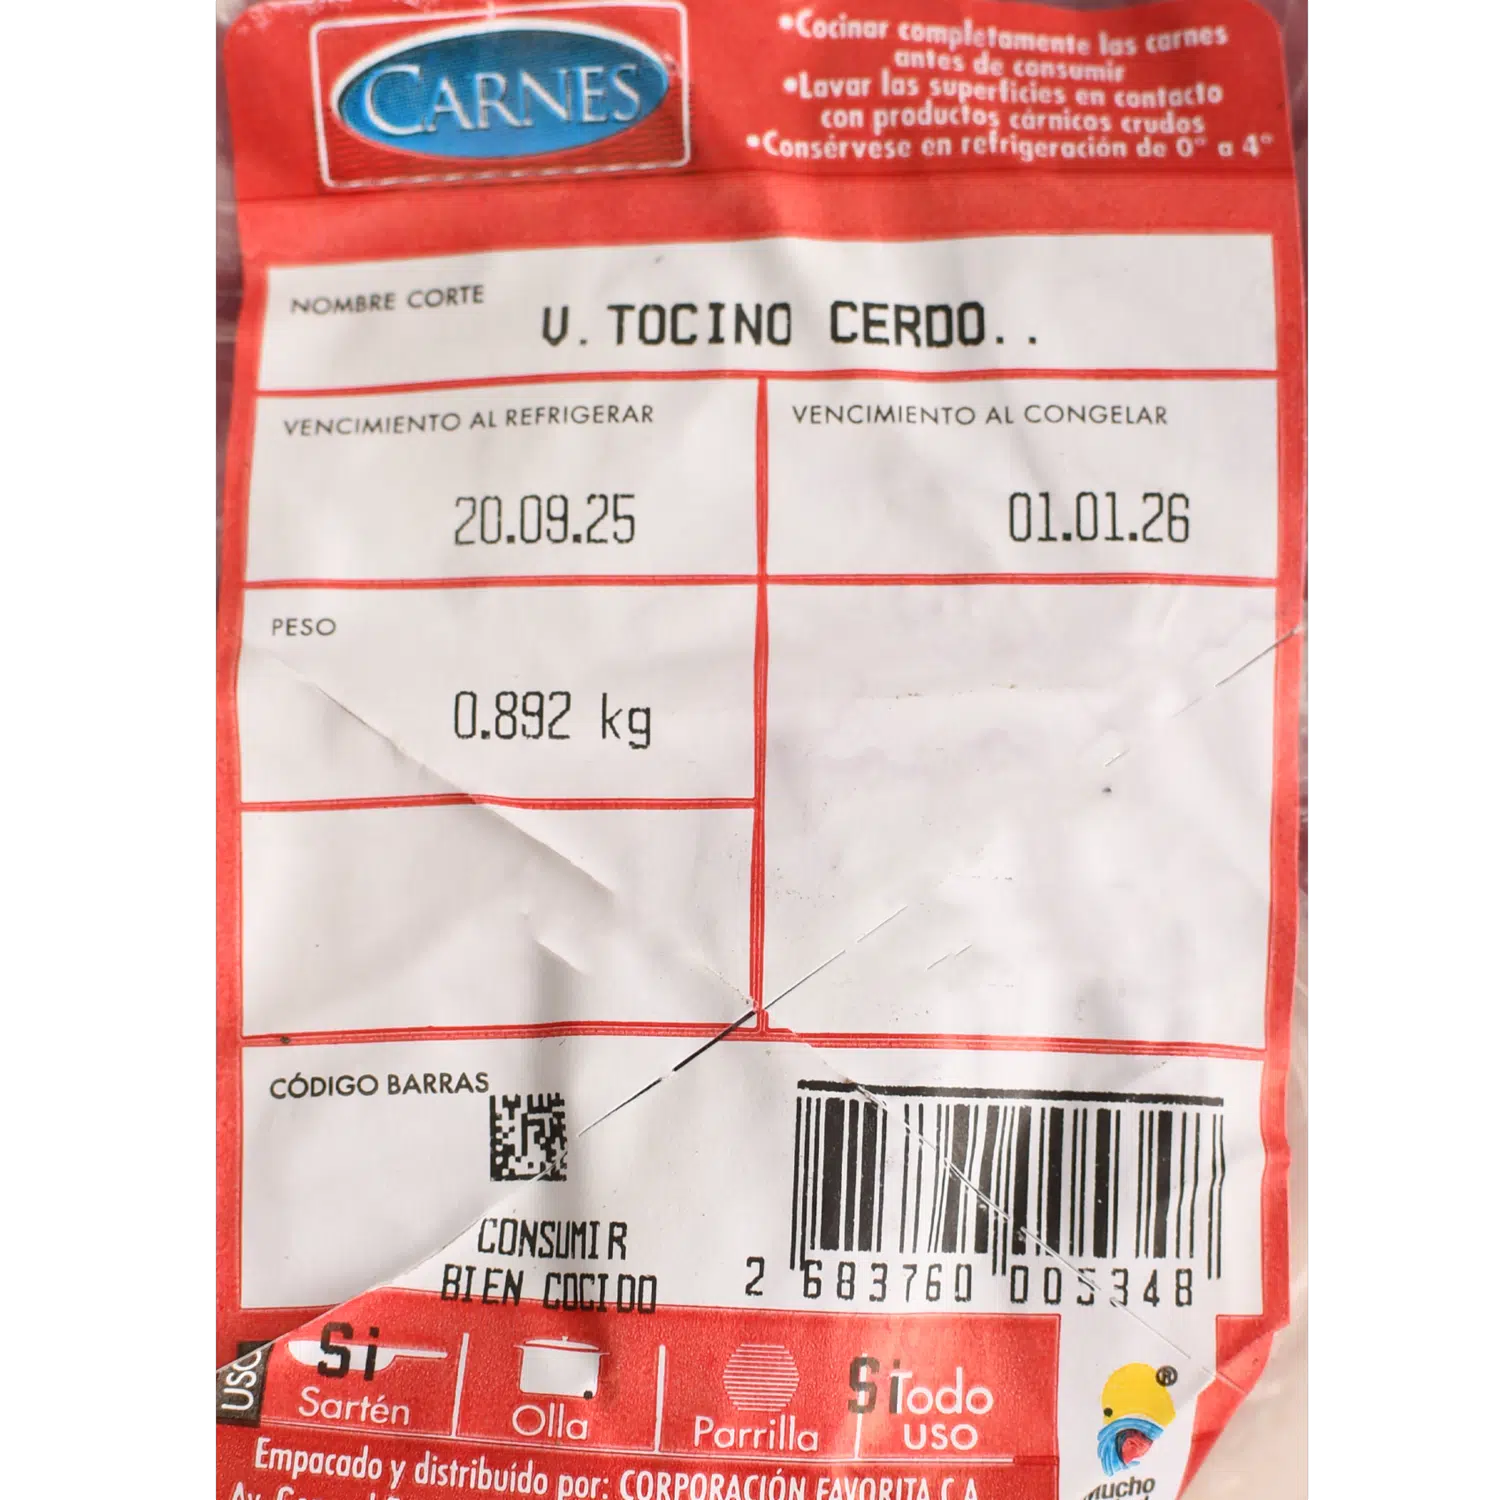 CARNES
•Cocinar completamente las carnes
antes de consumir
•Lavar las superficies en contacto
con productos cárnicos crudos
•Consérvese en refrigeración de 0° a 4°
NOMBRE CORTE
V. TOCINO CERDO..
VENCIMIENTO AL REFRIGERAR
VENCIMIENTO AL CONGELAR
20.09.25
01.01.26
PESO
0.892 kg
CÓDIGO BARRAS
CONSUMIR
BIEN COCIDO
2 683760 005348
USO
Si
Sartén
Olla
Parrilla
Si
Todo
USO
®
mucho
Empacado y distribuído por: CORPORACIÓN FAVORITA C.A.
Av.